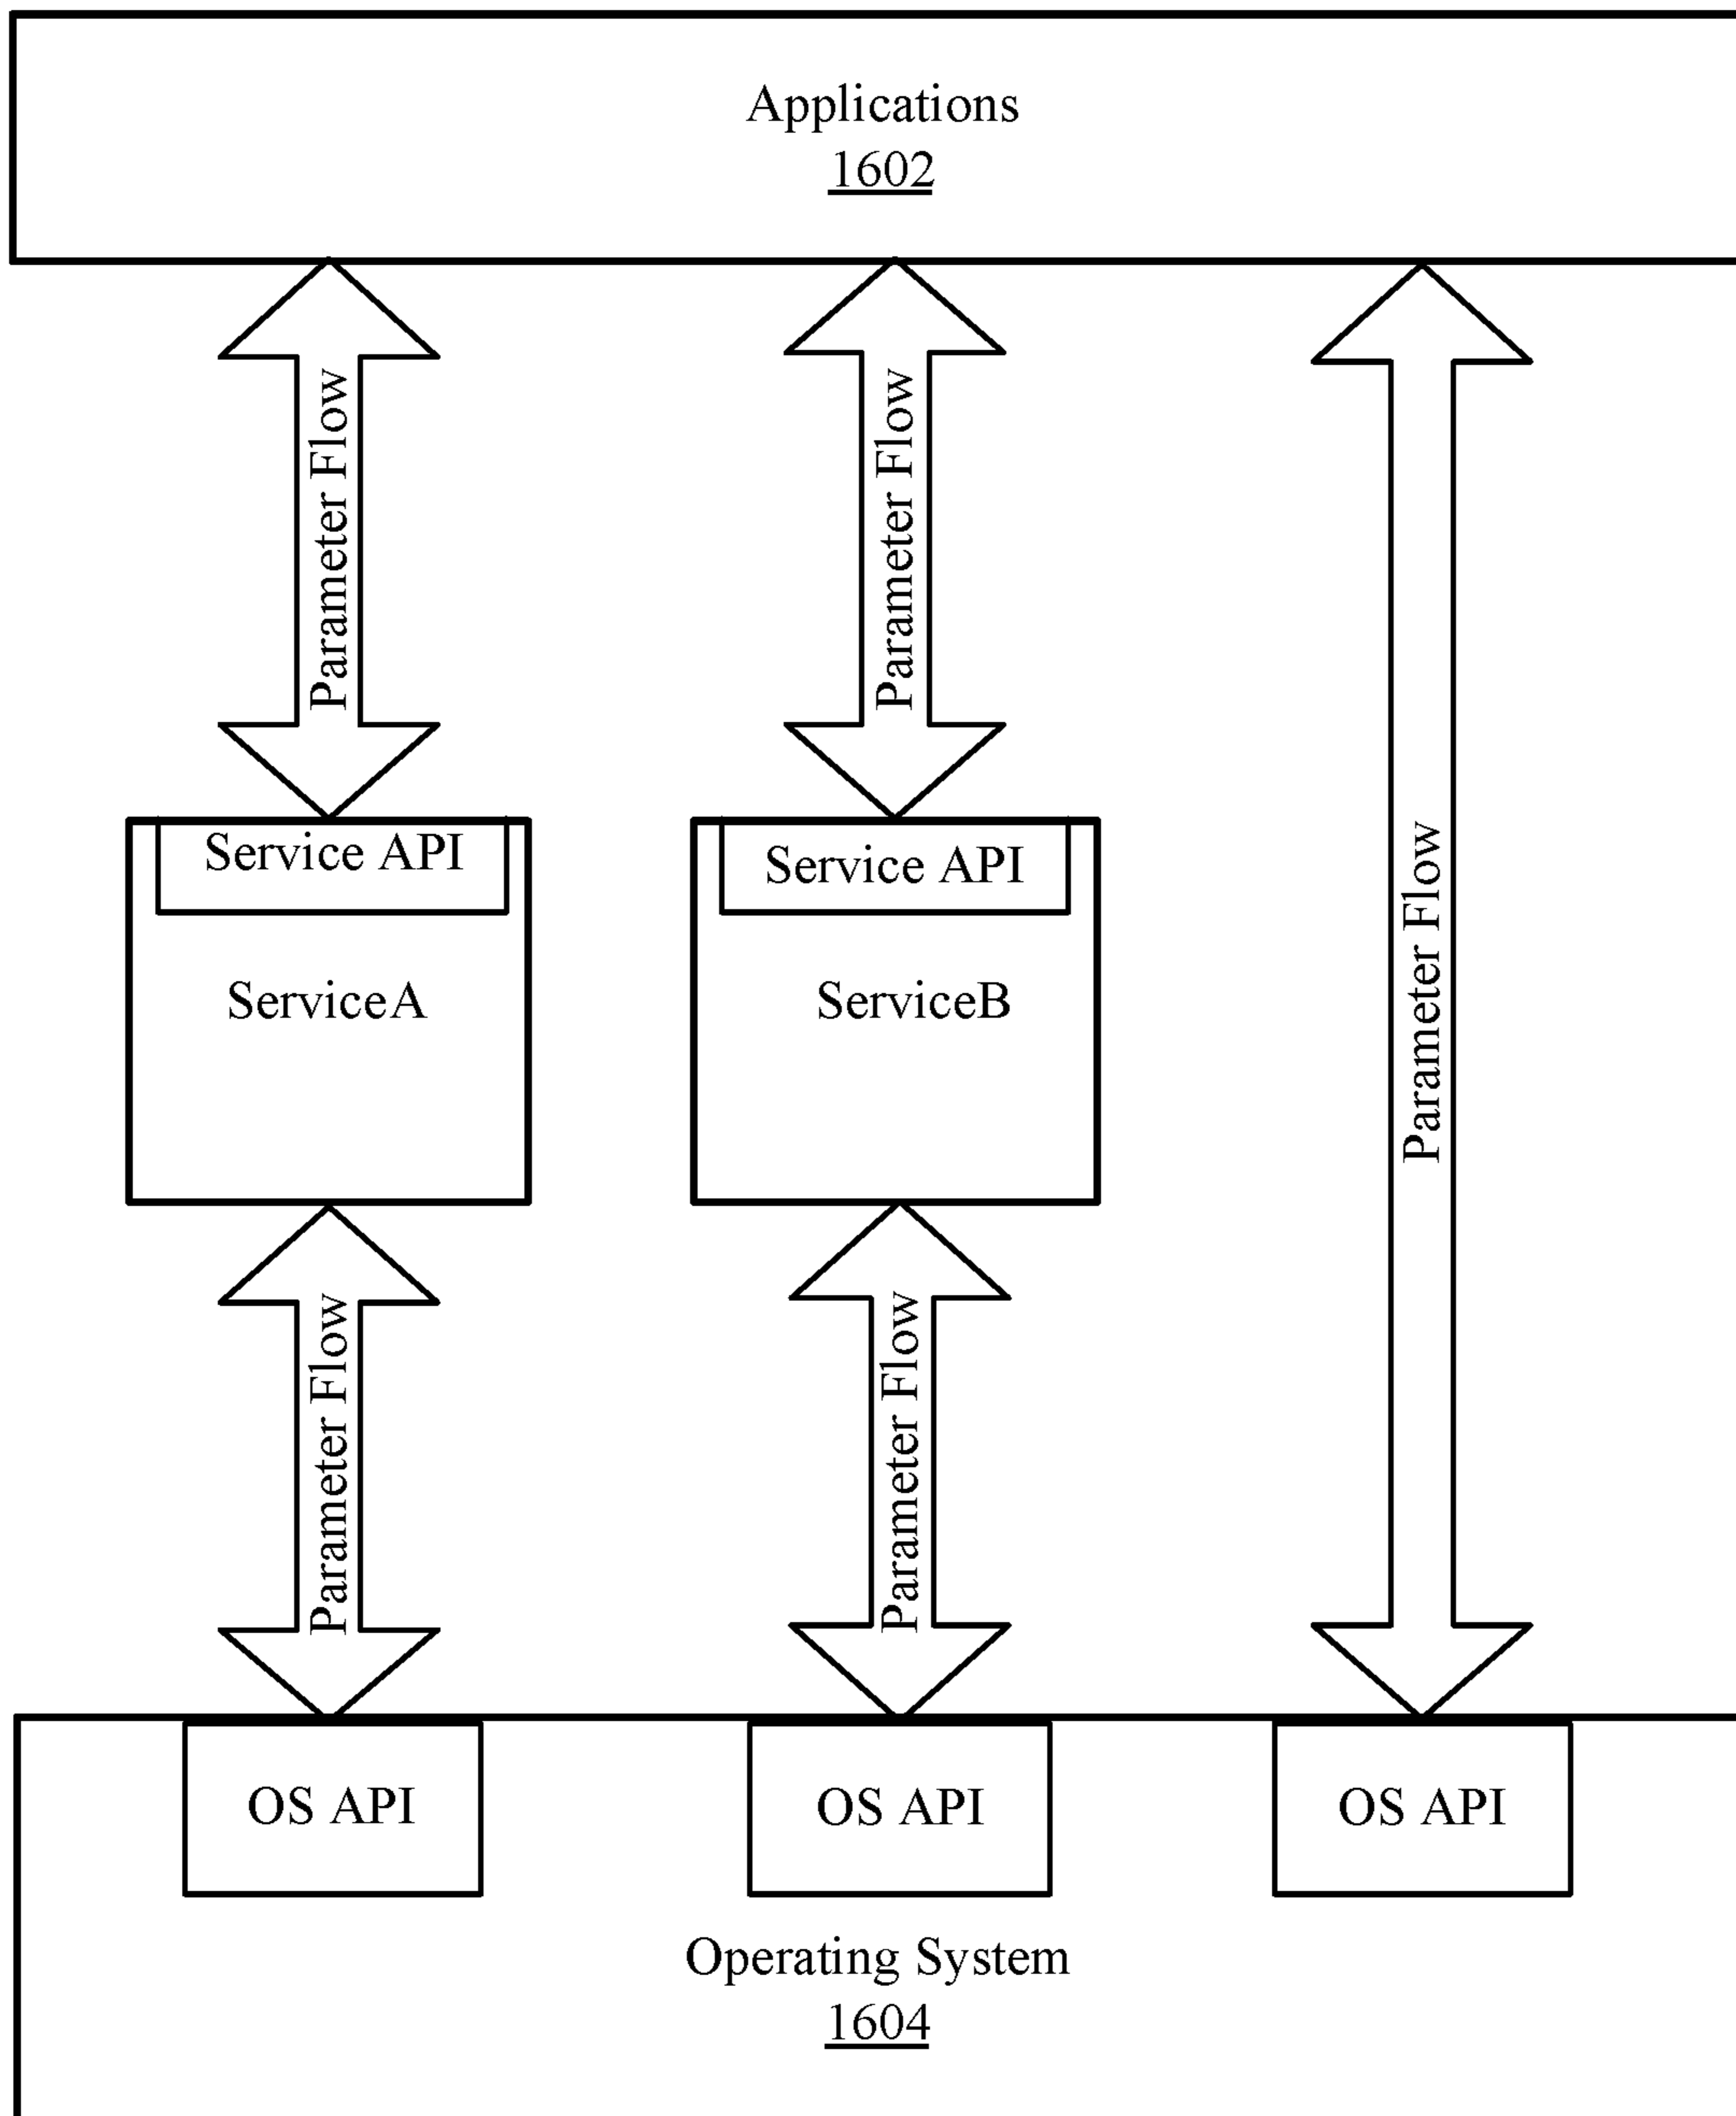 Applications
1602
Parameter Flow
Parameter Flow
Parameter Flow
Service API
ServiceA
Service API
ServiceB
Parameter Flow
Parameter Flow
OS API
OS API
OS API
Operating System
1604